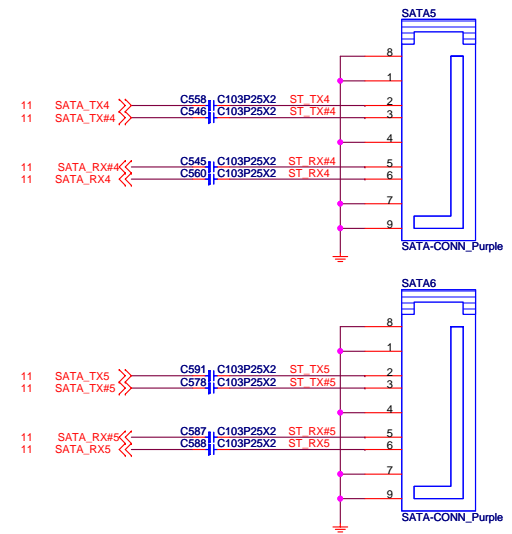 SATA5
8
1
11 SATA_TX4 C558 C103P25X2 ST_TX4 2
11 SATA_TX#4 C546 C103P25X2 ST_TX#4 3
4
11 SATA_RX#4 C545 C103P25X2 ST_RX#4 5
11 SATA_RX4 C560 C103P25X2 ST_RX4 6
7
9
SATA-CONN_Purple
SATA6
8
1
11 SATA_TX5 C591 C103P25X2 ST_TX5 2
11 SATA_TX#5 C578 C103P25X2 ST_TX#5 3
4
11 SATA_RX#5 C587 C103P25X2 ST_RX#5 5
11 SATA_RX5 C588 C103P25X2 ST_RX5 6
7
9
SATA-CONN_Purple